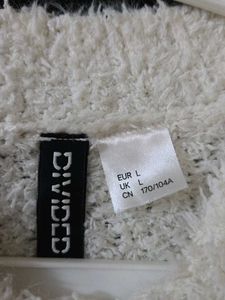 DIVIDED
EUR L
UK L
CN 170/104A